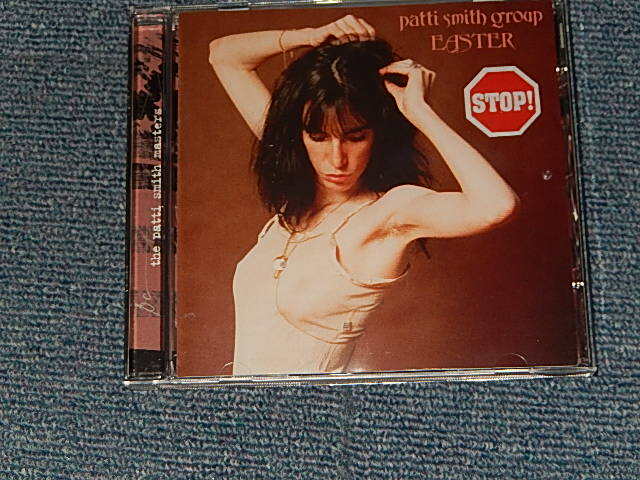 patti smith group
EASTER
STOP!
the patti smith masters